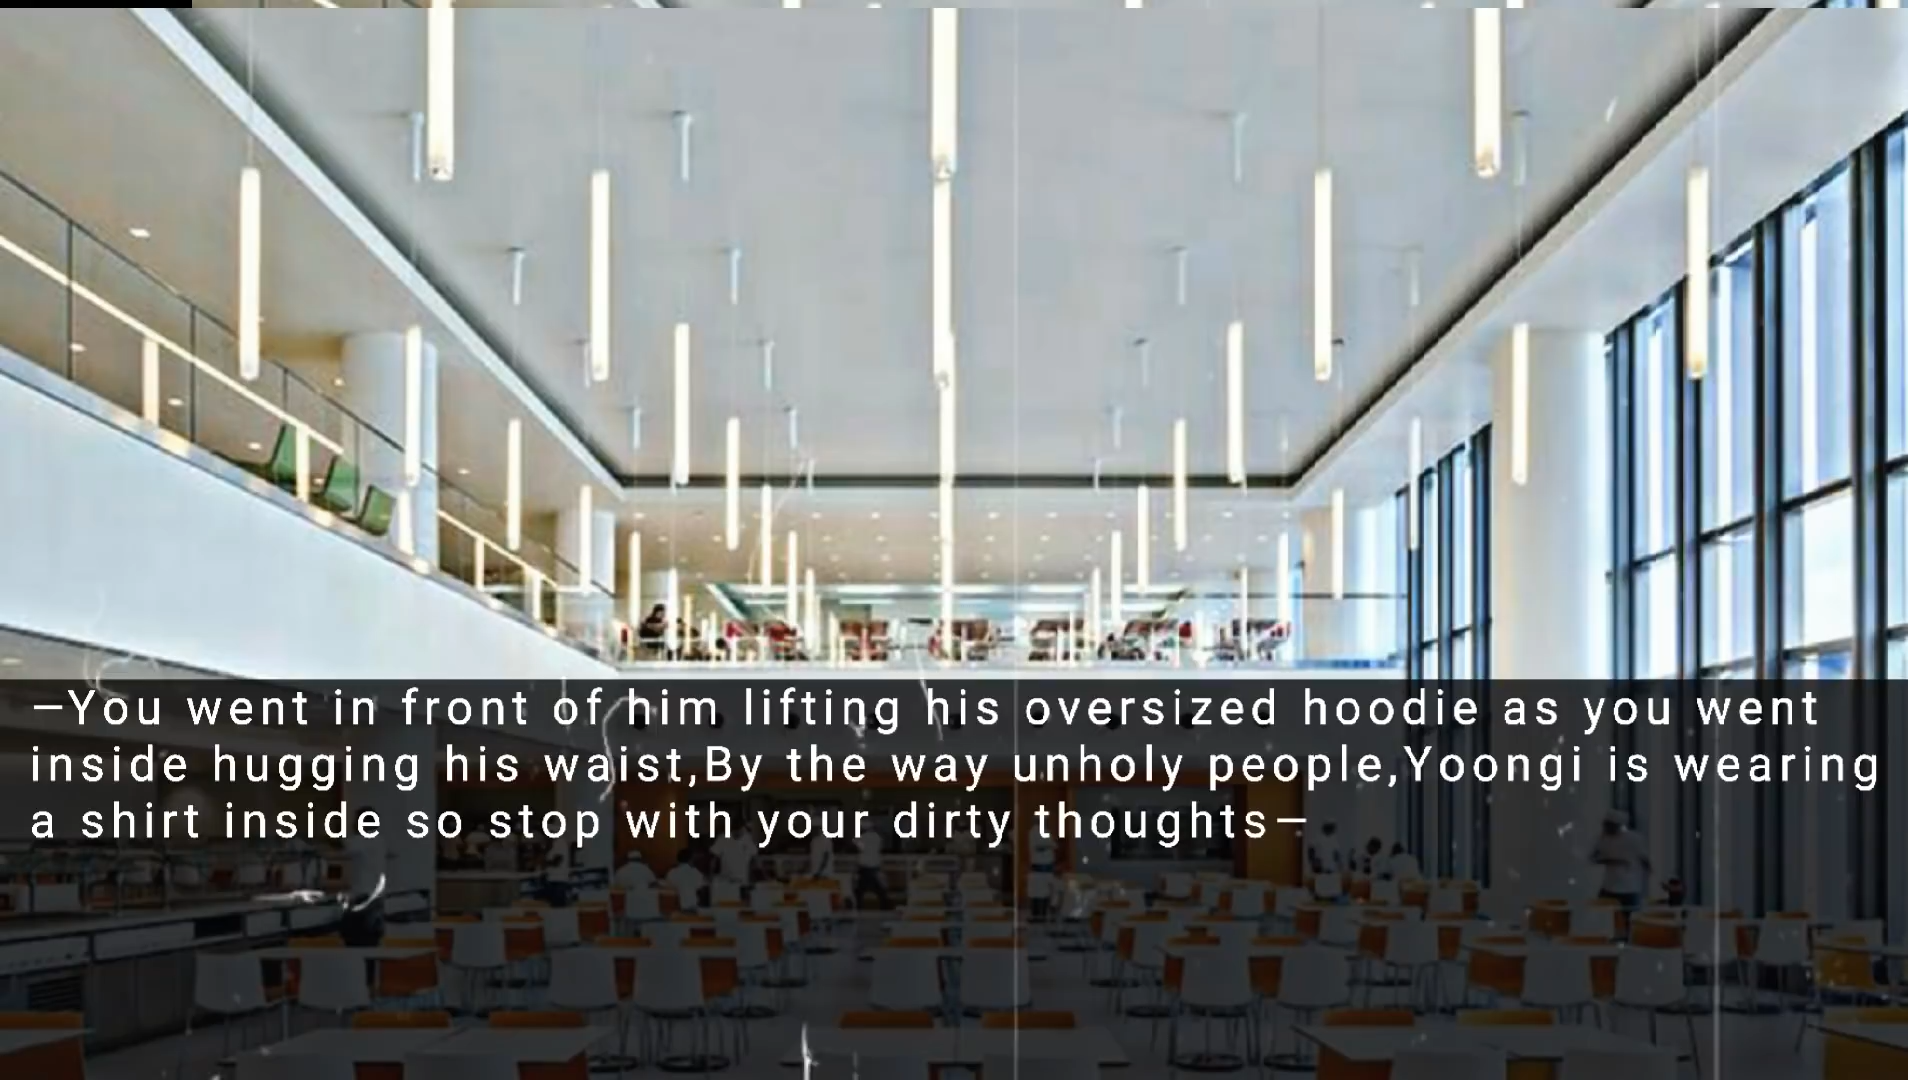 —You went in front of him lifting his oversized hoodie as you went
inside hugging his waist,By the way unholy people,Yoongi is wearing
a shirt inside so stop with your dirty thoughts—